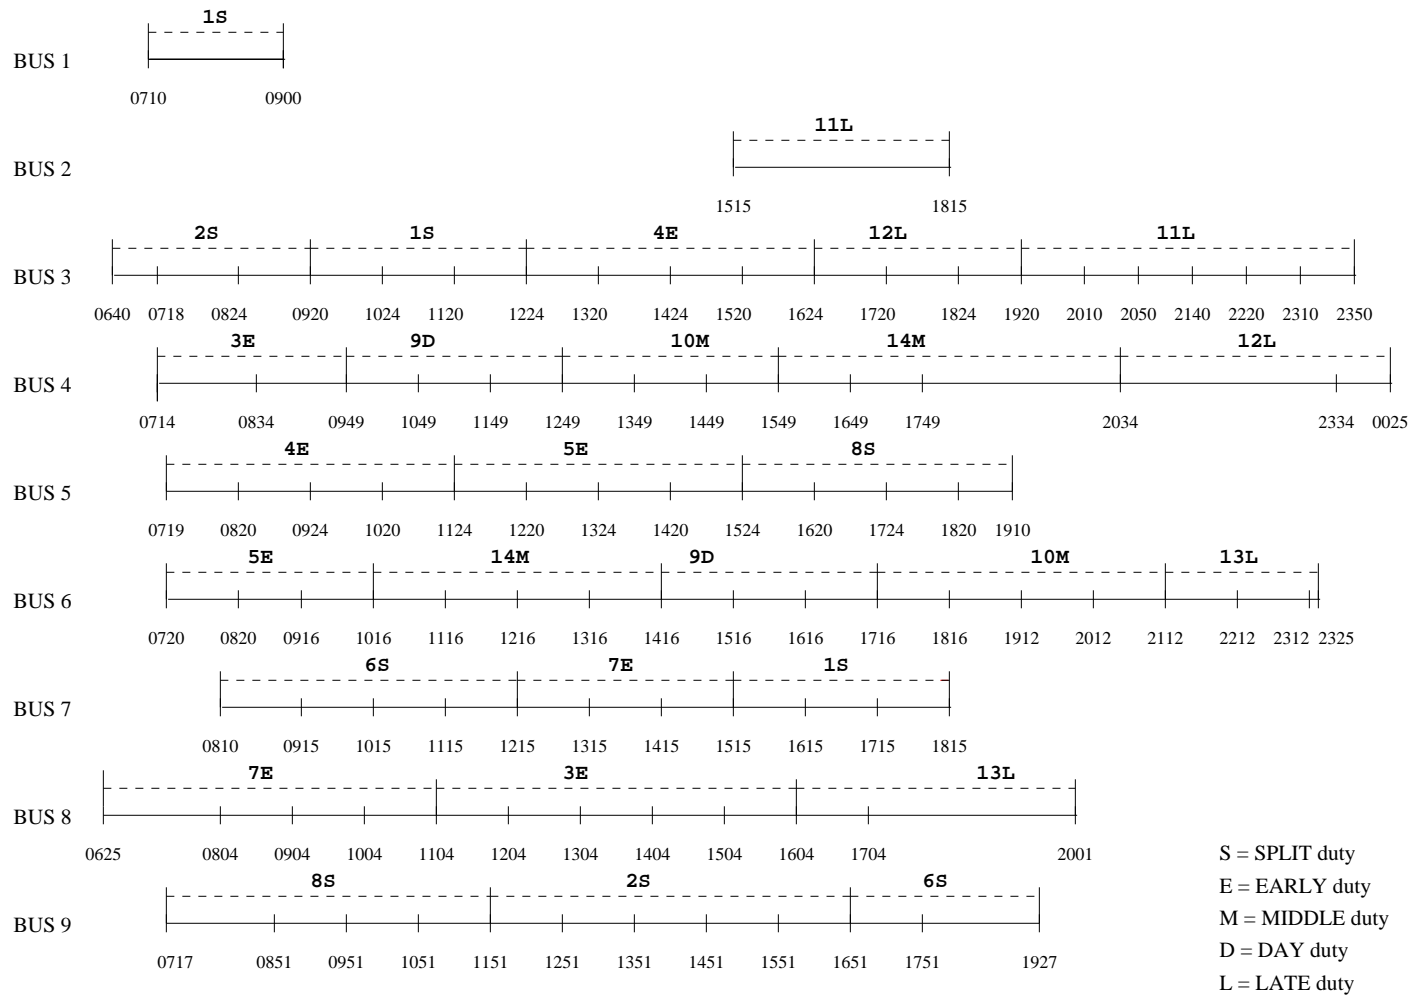 1S
BUS 1
0710 0900
11L
BUS 2
1515 1815
2S 1S 4E 12L 11L
BUS 3
0640 0718 0824 0920 1024 1120 1224 1320 1424 1520 1624 1720 1824 1920 2010 2050 2140 2220 2310 2350
3E 9D 10M 14M 12L
BUS 4
0714 0834 0949 1049 1149 1249 1349 1449 1549 1649 1749 2034 2334 0025
4E 5E 8S
BUS 5
0719 0820 0924 1020 1124 1220 1324 1420 1524 1620 1724 1820 1910
5E 14M 9D 10M 13L
BUS 6
0720 0820 0916 1016 1116 1216 1316 1416 1516 1616 1716 1816 1912 2012 2112 2212 2312 2325
6S 7E 1S
BUS 7
0810 0915 1015 1115 1215 1315 1415 1515 1615 1715 1815
7E 3E 13L
BUS 8
0625 0804 0904 1004 1104 1204 1304 1404 1504 1604 1704 2001
8S 2S 6S
BUS 9
0717 0851 0951 1051 1151 1251 1351 1451 1551 1651 1751 1927
S = SPLIT duty
E = EARLY duty
M = MIDDLE duty
D = DAY duty
L = LATE duty